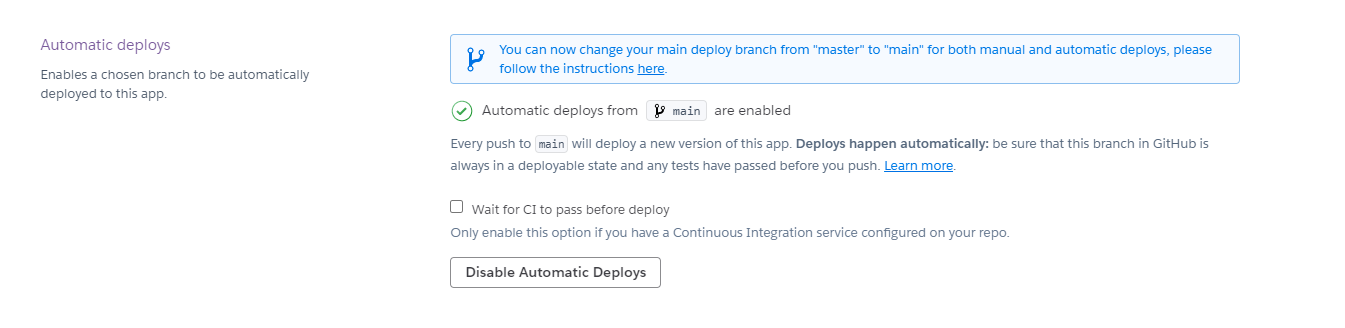 Automatic deploys
Enables a chosen branch to be automatically
deployed to this app.
You can now change your main deploy branch from "master" to "main" for both manual and automatic deploys, please
follow the instructions here.
Automatic deploys from main are enabled
Every push to main will deploy a new version of this app. Deploys happen automatically: be sure that this branch in GitHub is
always in a deployable state and any tests have passed before you push. Learn more.
Wait for CI to pass before deploy
Only enable this option if you have a Continuous Integration service configured on your repo.
Disable Automatic Deploys